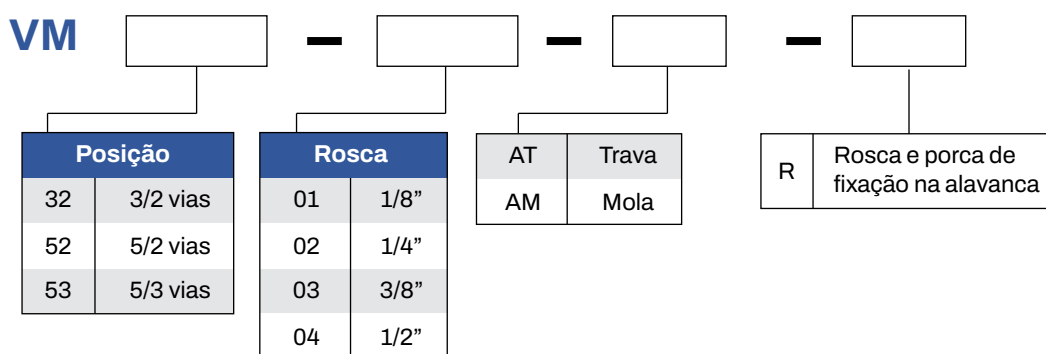 VM
Posição
32 3/2 vias
52 5/2 vias
53 5/3 vias
Rosca
01 1/8”
02 1/4”
03 3/8”
04 1/2”
AT Trava
AM Mola
R Rosca e porca de
fixação na alavanca